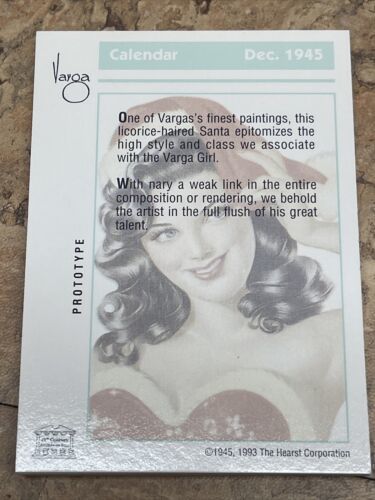 Varga
Calendar Dec. 1945
One of Vargas's finest paintings, this
licorice-haired Santa epitomizes the
high style and class we associate
with the Varga Girl.
With nary a weak link in the entire
composition or rendering, we behold
the artist in the full flush of his great
talent.
PROTOTYPE
©1945, 1993 The Hearst Corporation